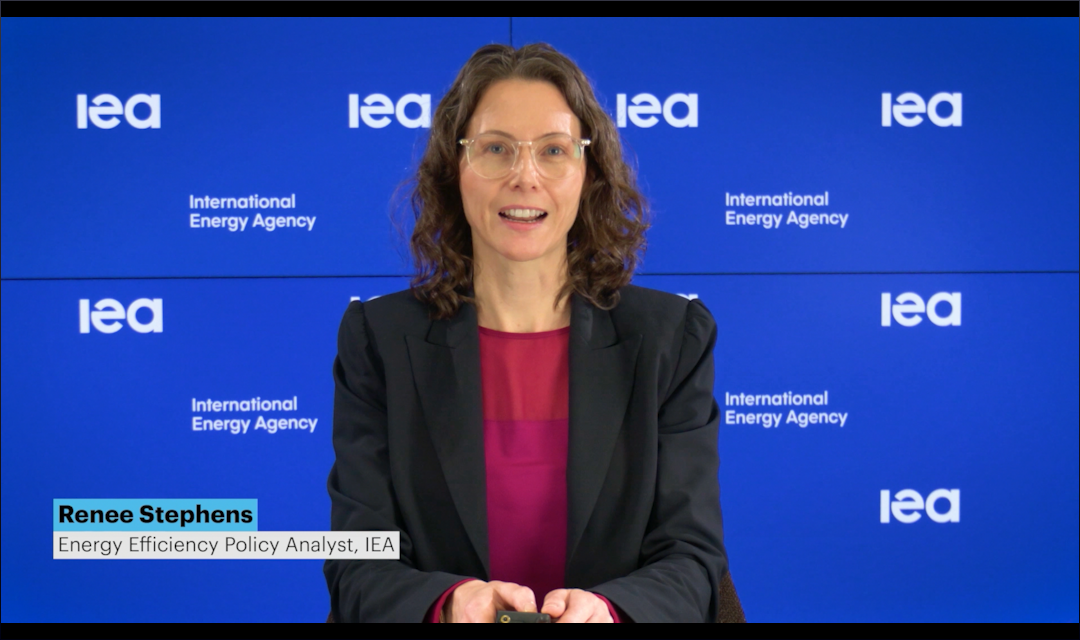 iea
iea
iea
iea
International
Energy Agency
International
Energy Agency
iea
iea
International
Energy Agency
International
Energy Agency
iea
Renee Stephens
Energy Efficiency Policy Analyst, IEA